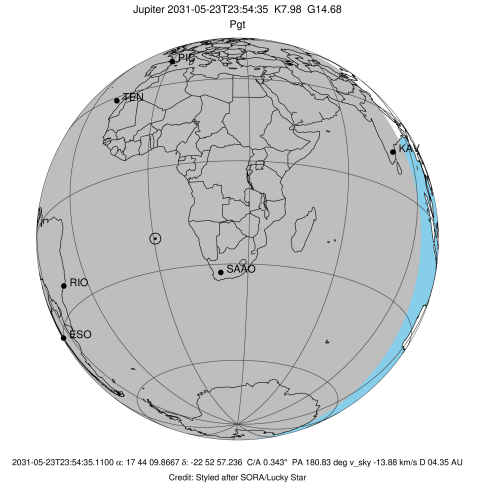 Jupiter 2031-05-23T23:54:35 K7.98 G14.68
Pgt
PIC
TEN
KAV
SAAO
RIO
ESO
2031-05-23T23:54:35.1100 α: 17 44 09.8667 δ: -22 52 57.236 C/A 0.343" PA 180.83 deg v_sky -13.88 km/s D 04.35 AU
Credit: Styled after SORA/Lucky Star